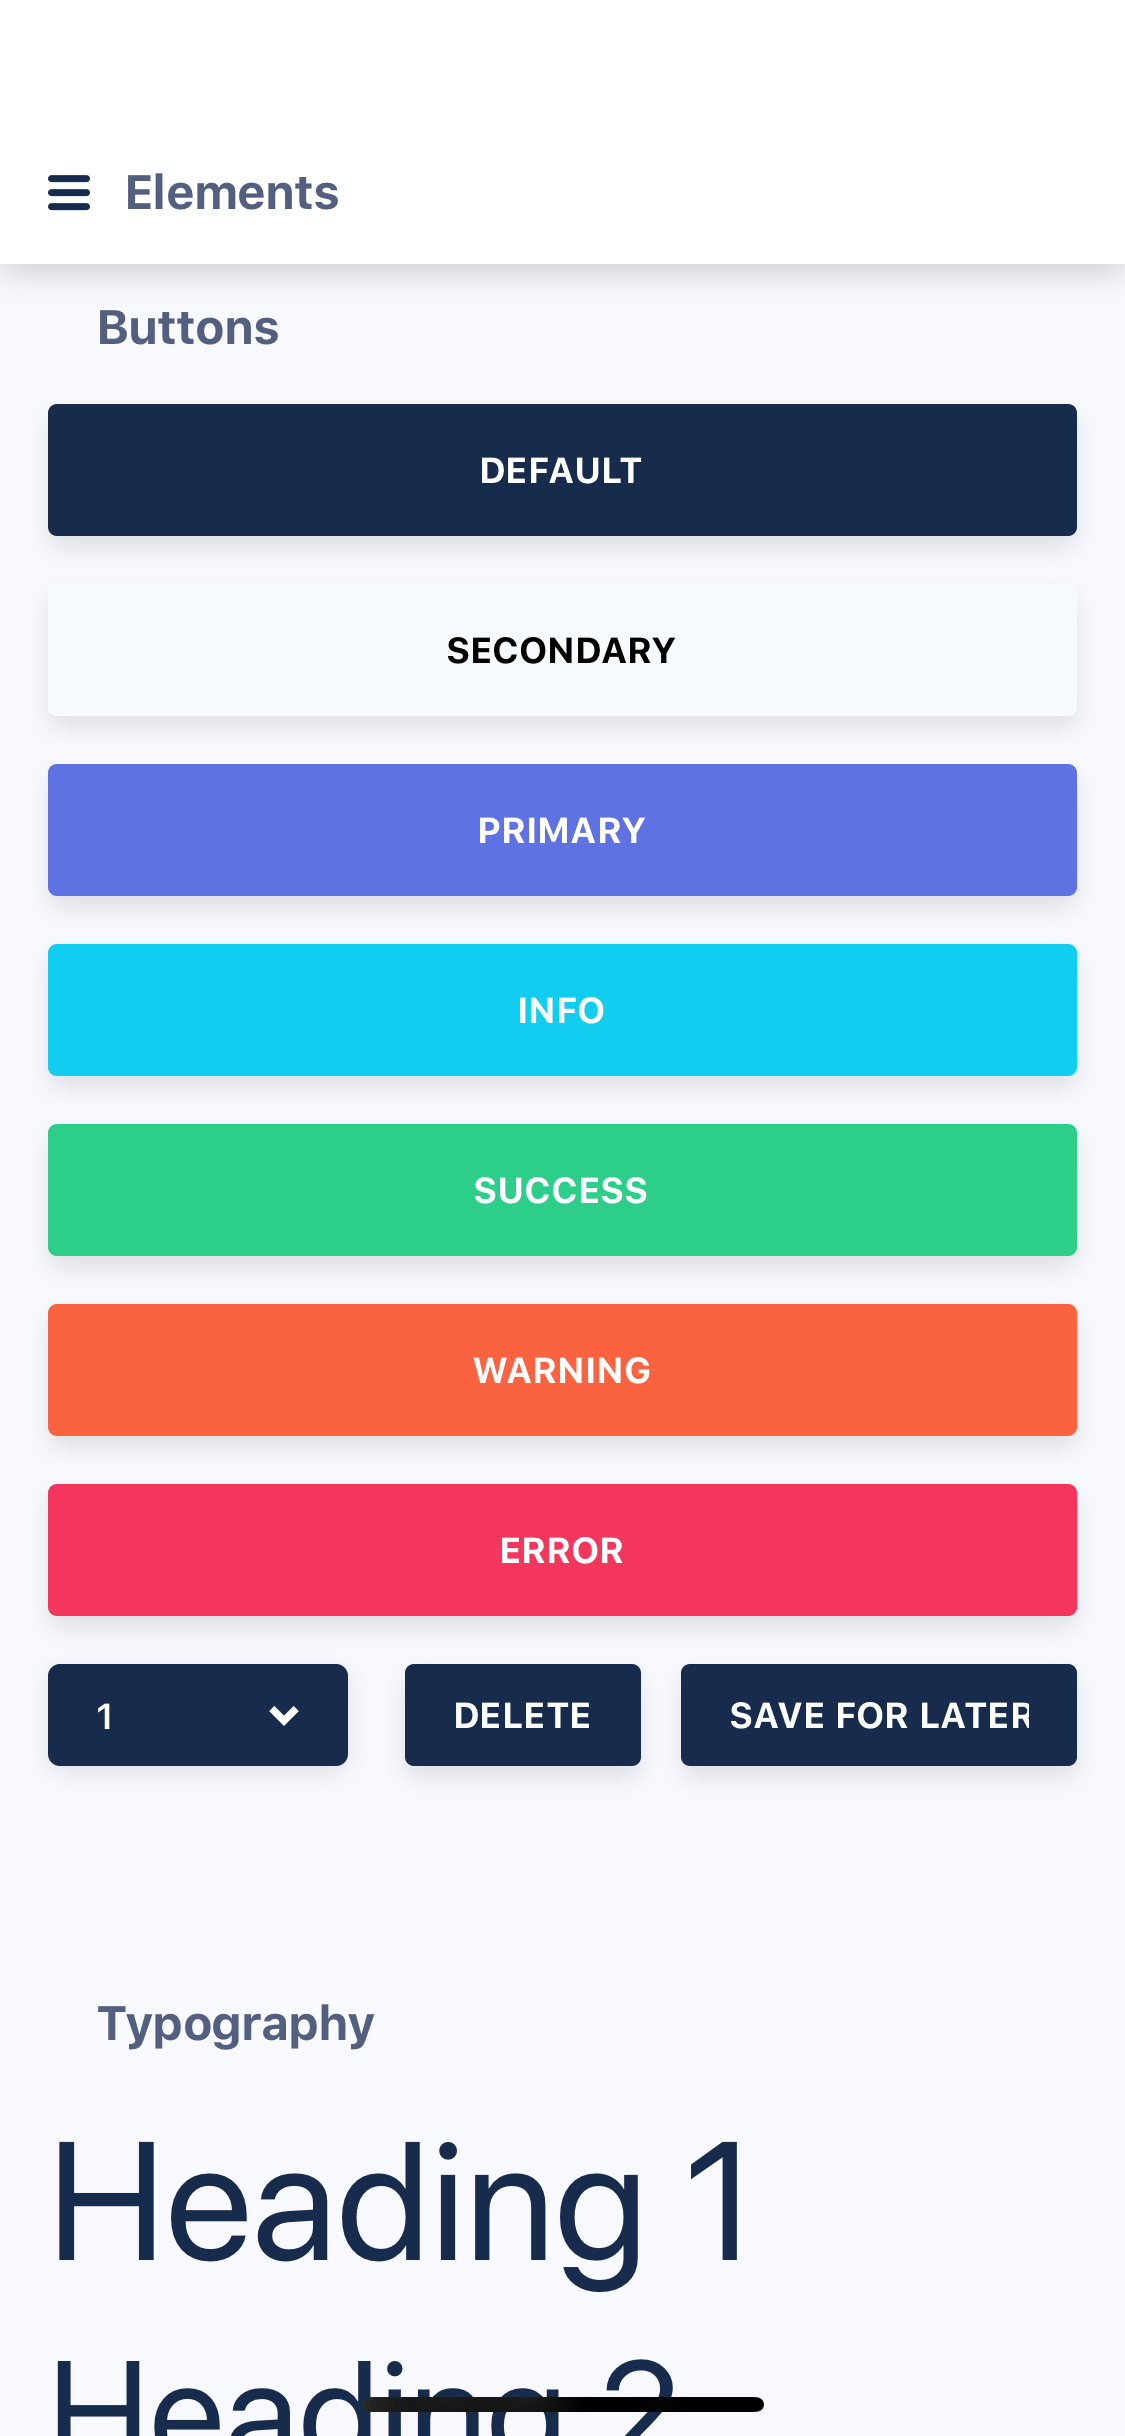 Elements
Buttons
DEFAULT
SECONDARY
PRIMARY
INFO
SUCCESS
WARNING
ERROR
1 DELETE SAVE FOR LATER
Typography
Heading 1
Heading 2